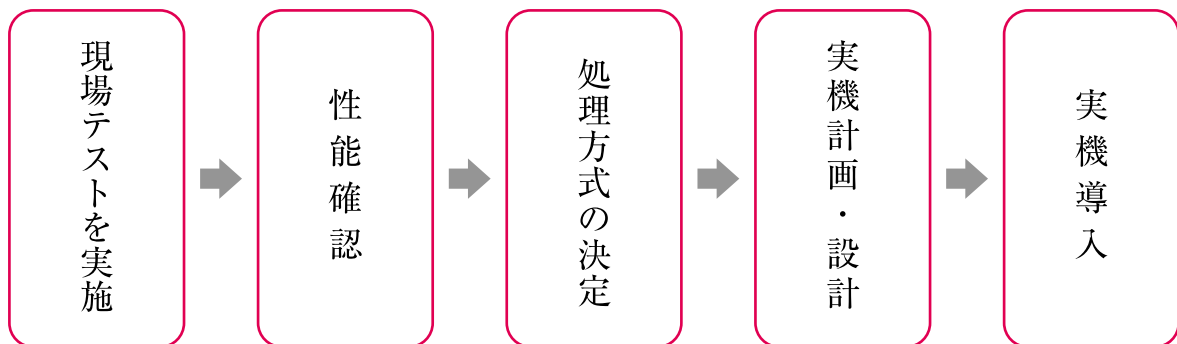 現場テストを実施
性能確認
処理方式の決定
実機計画・設計
実機導入